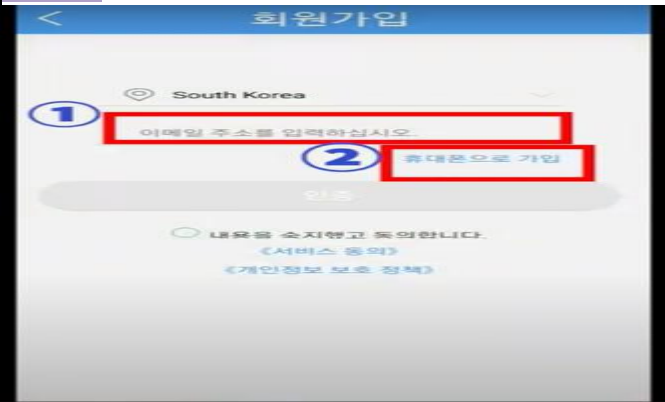 회원가입
South Korea
①
이메일 주소를 입력하십시오.
②
휴대폰으로 가입
인증
내용을 숙지했고 동의합니다.
《서비스 동의》
《개인정보 보호 정책》